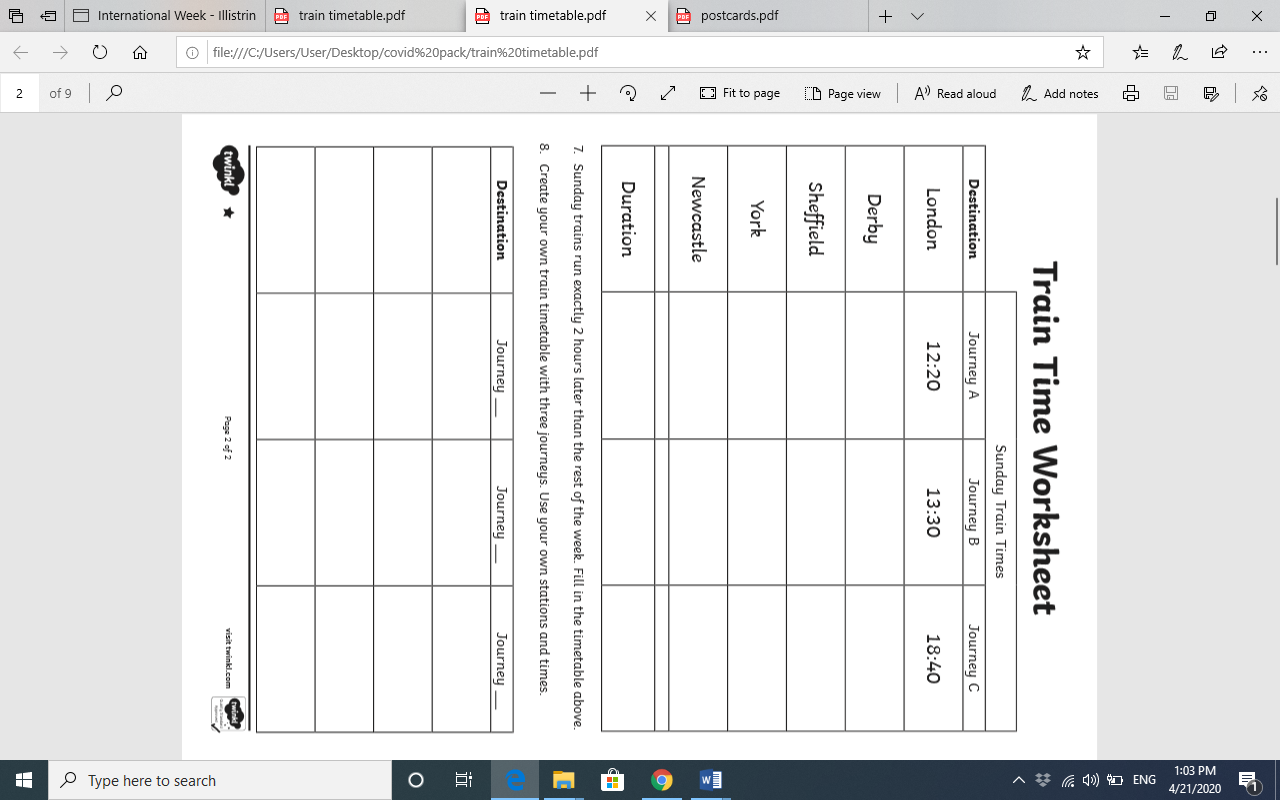 International Week - Illistrin
train timetable.pdf
train timetable.pdf
postcards.pdf
file:///C:/Users/User/Desktop/covid%20pack/train%20timetable.pdf
2 of 9
Fit to page
Page view
Read aloud
Add notes
Train Time Worksheet
Sunday Train Times
Destination Journey A Journey B Journey C
London 12:20 13:30 18:40
Derby
Sheffield
York
Newcastle
Duration
7. Sunday trains run exactly 2 hours later than the rest of the week. Fill in the timetable above.
8. Create your own train timetable with three journeys. Use your own stations and times.
Destination Journey __ Journey __ Journey __
twinkl
Page 2 of 2
visit twinkl.com
twinkl
Type here to search
ENG
1:03 PM
4/21/2020
1